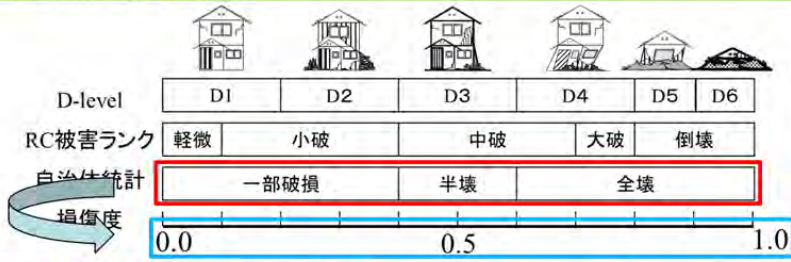 D-level D1 D2 D3 D4 D5 D6
RC被害ランク 軽微 小破 中破 大破 倒壊
自治体統計 一部破損 半壊 全壊
損傷度
0.0 0.5 1.0